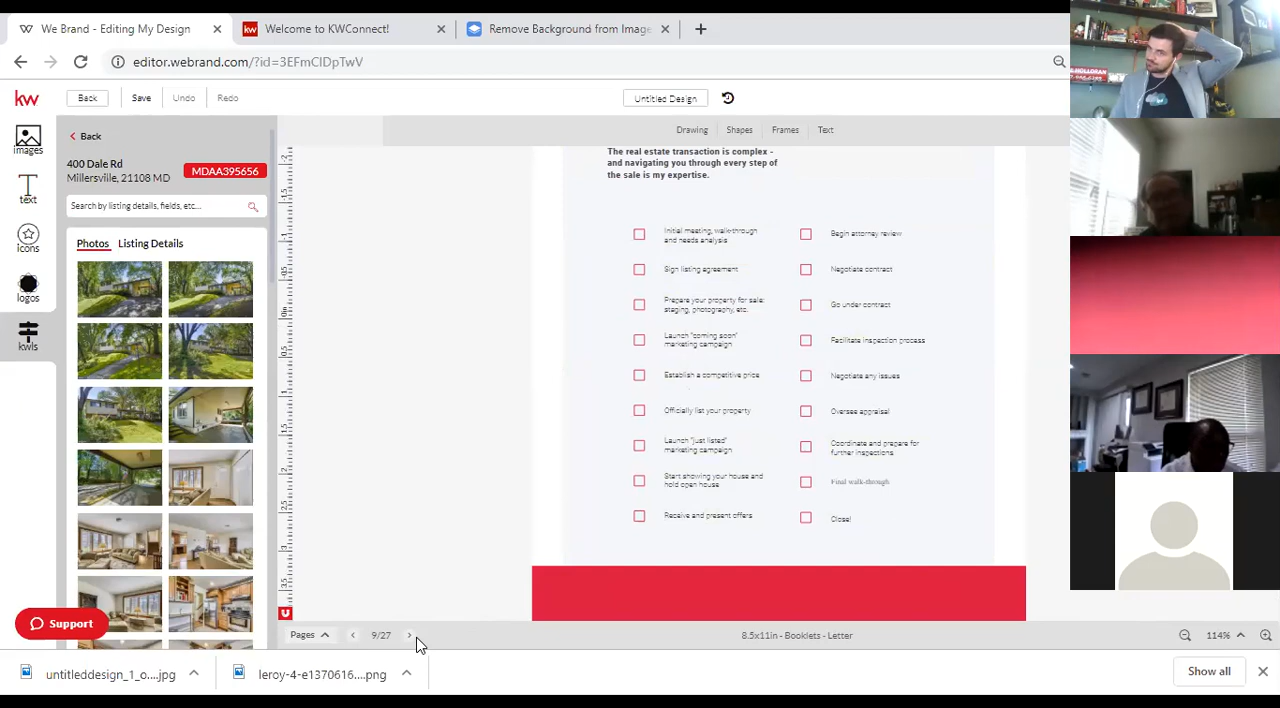 We Brand - Editing My Design
Welcome to KWConnect!
Remove Background from Image
editor.webrand.com/?id=3EFmClDpTwV
kw
Back
Save
Undo
Redo
Untitled Design
images
text
icons
logos
kwls
Back
400 Dale Rd
Millersville, 21108 MD
MDAA395656
Search by listing details, fields, etc...
Photos
Listing Details
Drawing
Shapes
Frames
Text
The real estate transaction is complex -
and navigating you through every step of
the sale is my expertise.
Initial meeting, walk-through
and needs analysis
Sign listing agreement
Prepare your property for sale:
staging, photography, etc.
Launch "coming soon"
marketing campaign
Establish a competitive price
Officially list your property
Launch "just listed"
marketing campaign
Start showing your house and
hold open house
Receive and present offers
Begin attorney review
Negotiate contract
Go under contract
Facilitate inspection process
Negotiate any issues
Oversee appraisal
Coordinate and prepare for
further inspections
Final walk-through
Close!
Support
Pages
9/27
8.5x11in - Booklets - Letter
114%
untitleddesign_1_o....jpg
leroy-4-e1370616....png
Show all